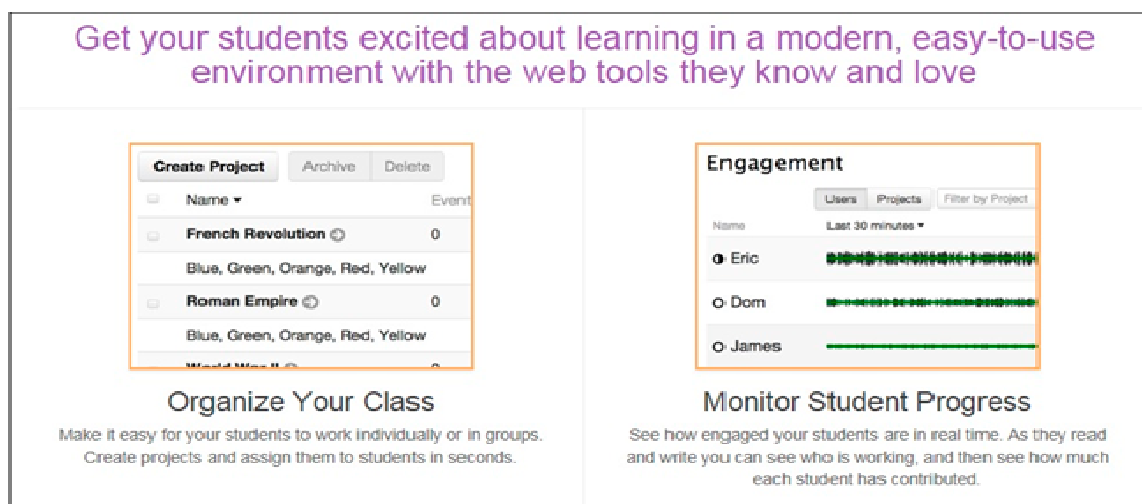 Get your students excited about learning in a modern, easy-to-use
environment with the web tools they know and love
Create Project Archive Delete
Name Event
French Revolution 0
Blue, Green, Orange, Red, Yellow
Roman Empire 0
Blue, Green, Orange, Red, Yellow
World War II 0
Organize Your Class
Make it easy for your students to work individually or in groups.
Create projects and assign them to students in seconds.
Engagement
Users Projects Filter by Project
Name Last 30 minutes
Eric
Dom
James
Monitor Student Progress
See how engaged your students are in real time. As they read
and write you can see who is working, and then see how much
each student has contributed.